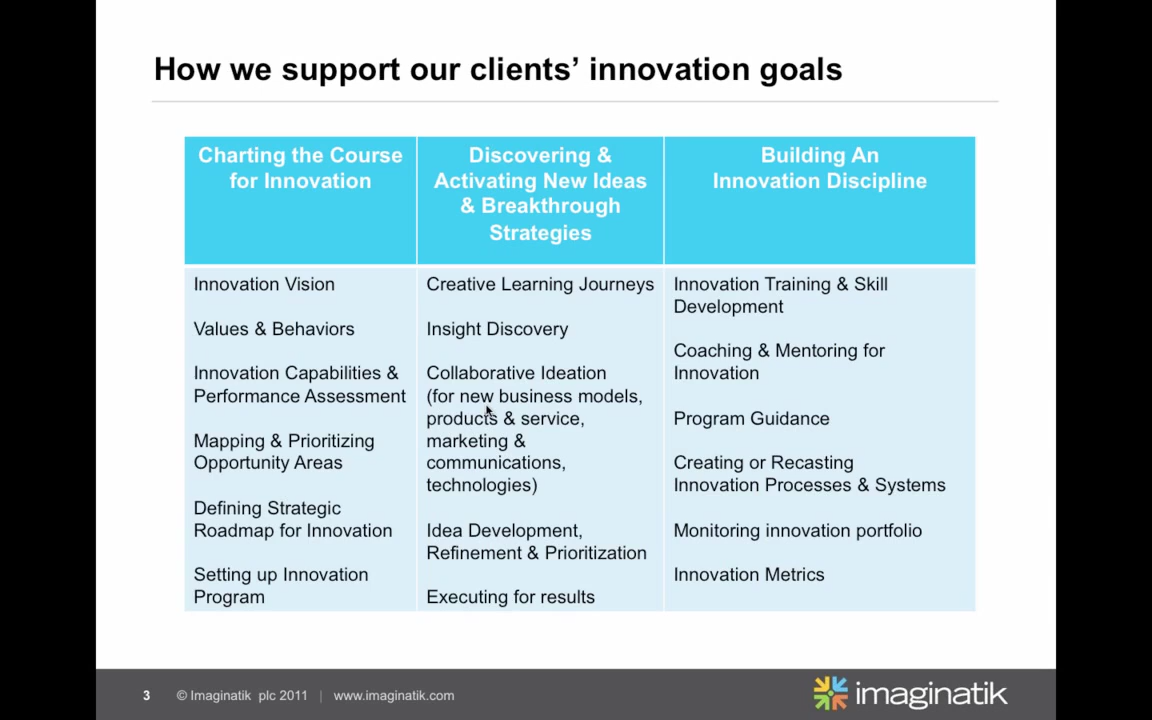 How we support our clients’ innovation goals
Charting the Course
for Innovation
Discovering &
Activating New Ideas
& Breakthrough
Strategies
Building An
Innovation Discipline
Innovation Vision
Values & Behaviors
Innovation Capabilities &
Performance Assessment
Mapping & Prioritizing
Opportunity Areas
Defining Strategic
Roadmap for Innovation
Setting up Innovation
Program
Creative Learning Journeys
Insight Discovery
Collaborative Ideation
(for new business models,
products & service,
marketing &
communications,
technologies)
Idea Development,
Refinement & Prioritization
Executing for results
Innovation Training & Skill
Development
Coaching & Mentoring for
Innovation
Program Guidance
Creating or Recasting
Innovation Processes & Systems
Monitoring innovation portfolio
Innovation Metrics
3 © Imaginatik plc 2011 | www.imaginatik.com
imaginatik